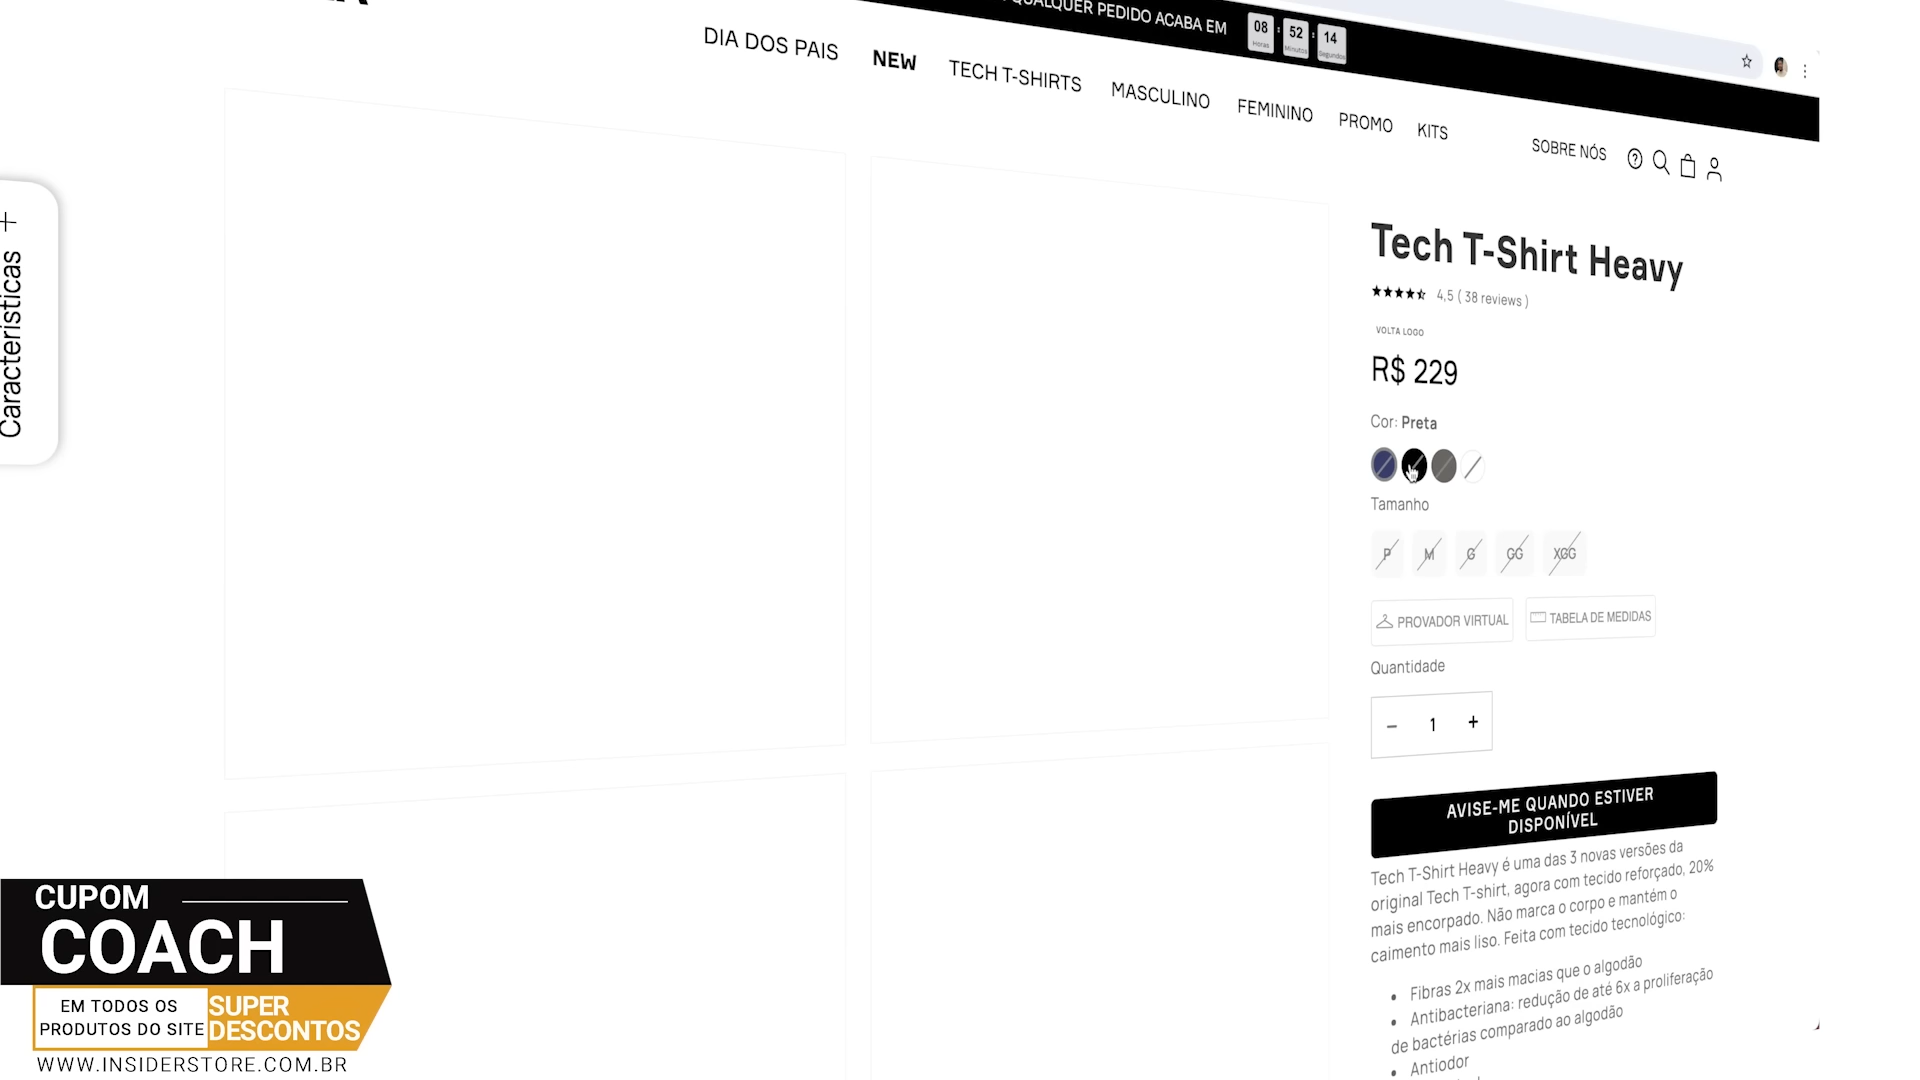 QUALQUER PEDIDO ACABA EM
08 : 52 : 14
Horas Minutos Segundos
DIA DOS PAIS
NEW
TECH T-SHIRTS
MASCULINO
FEMININO
PROMO
KITS
SOBRE NÓS
+
Características
Tech T-Shirt Heavy
4,5 ( 38 reviews )
VOLTA LOGO
R$ 229
Cor: Preta
Tamanho
P M G GG XGG
PROVADOR VIRTUAL
TABELA DE MEDIDAS
Quantidade
– 1 +
AVISE-ME QUANDO ESTIVER
DISPONÍVEL
Tech T-Shirt Heavy é uma das 3 novas versões da
original Tech T-shirt, agora com tecido reforçado, 20%
mais encorpado. Não marca o corpo e mantém o
caimento mais liso. Feita com tecido tecnológico:
• Fibras 2x mais macias que o algodão
• Antibacteriana: redução de até 6x a proliferação
de bactérias comparado ao algodão
• Antiodor
CUPOM
COACH
EM TODOS OS
PRODUTOS DO SITE
SUPER
DESCONTOS
WWW.INSIDERSTORE.COM.BR